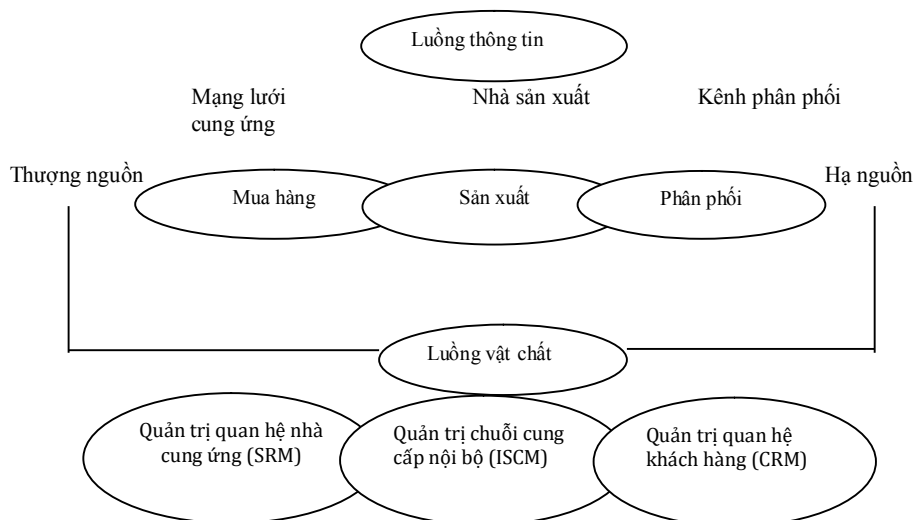 Luồng thông tin
Mạng lưới
cung ứng
Nhà sản xuất
Kênh phân phối
Thượng nguồn
Mua hàng
Sản xuất
Phân phối
Hạ nguồn
Luồng vật chất
Quản trị quan hệ nhà
cung ứng (SRM)
Quản trị chuỗi cung
cấp nội bộ (ISCM)
Quản trị quan hệ
khách hàng (CRM)